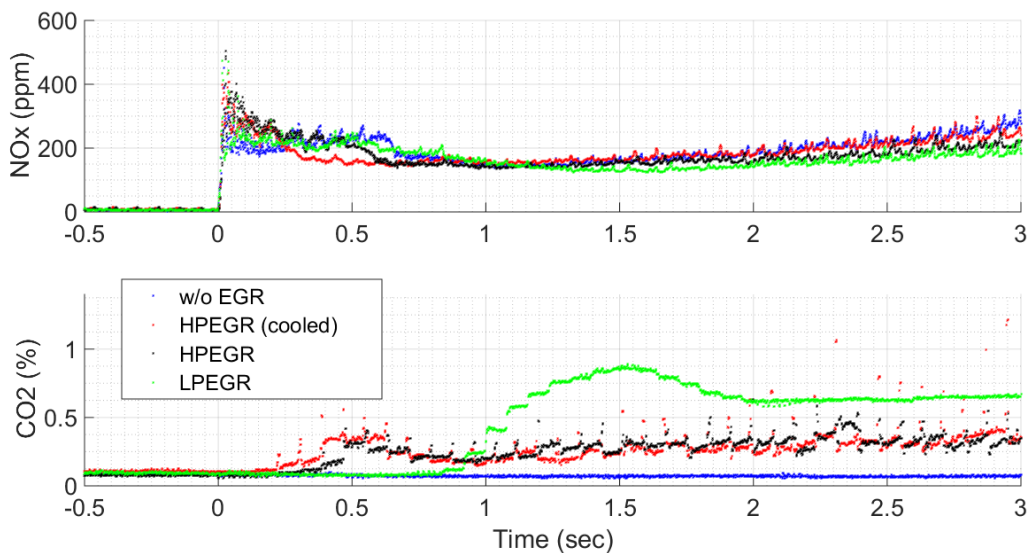 600
400
200
0
NOx (ppm)
-0.5 0 0.5 1 1.5 2 2.5 3
w/o EGR
HPEGR (cooled)
HPEGR
LPEGR
1
0.5
0
CO2 (%)
-0.5 0 0.5 1 1.5 2 2.5 3
Time (sec)